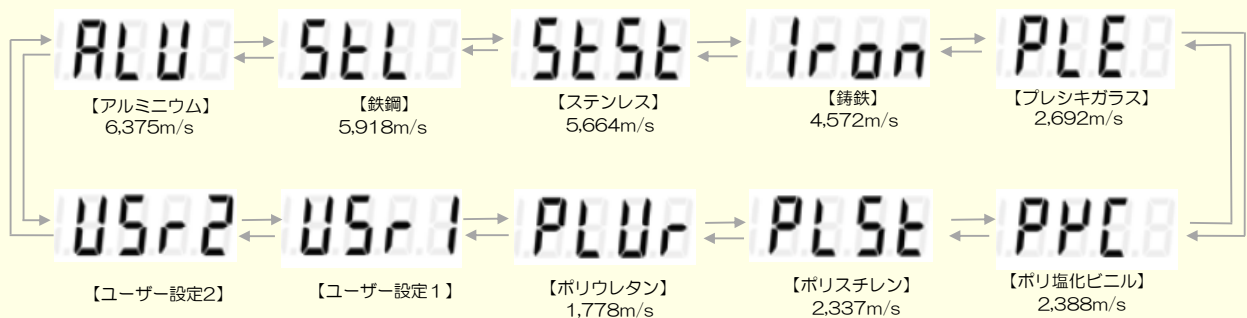 ALU
StL
StSt
Iron
PLE
【アルミニウム】
6,375m/s
【鉄鋼】
5,918m/s
【ステンレス】
5,664m/s
【鋳鉄】
4,572m/s
【プレシキガラス】
2,692m/s
USr2
USr1
PLUr
PLSt
PVC
【ユーザー設定2】
【ユーザー設定1】
【ポリウレタン】
1,778m/s
【ポリスチレン】
2,337m/s
【ポリ塩化ビニル】
2,388m/s